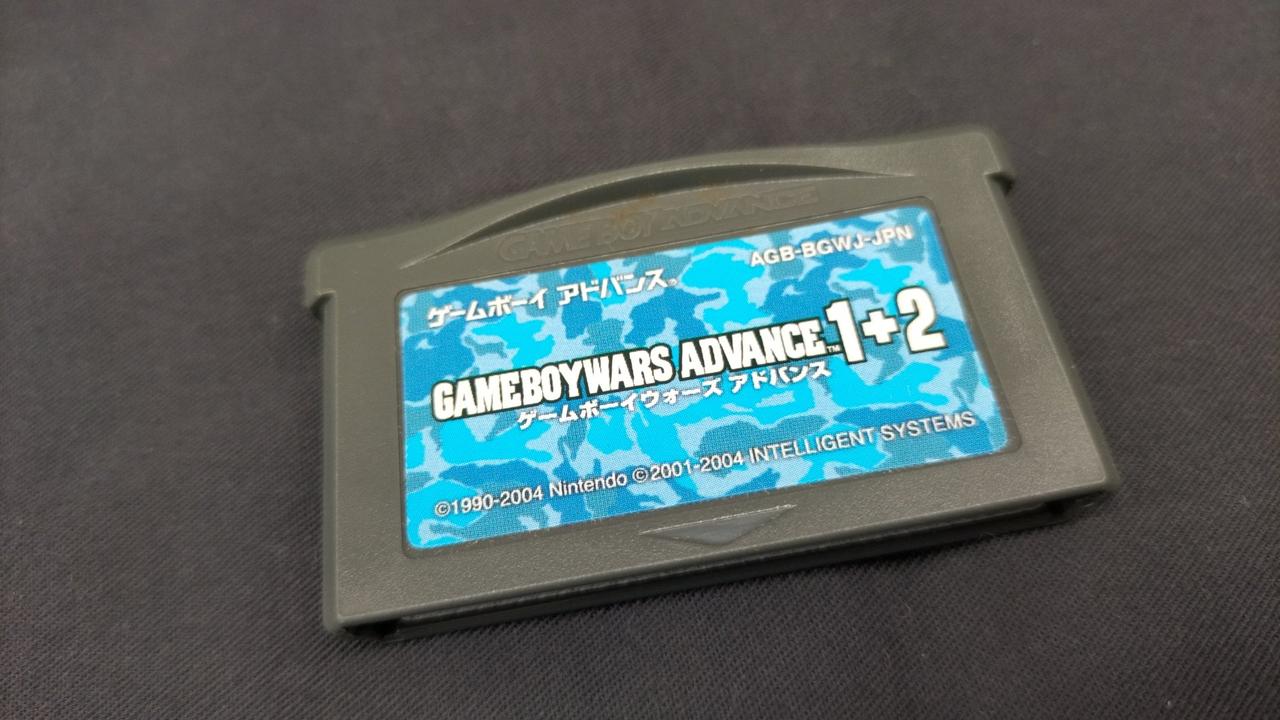 GAME BOY ADVANCE
AGB-BGWJ-JPN
ゲームボーイ アドバンス®
GAMEBOYWARS ADVANCE™1+2
ゲームボーイウォーズ アドバンス
©1990-2004 Nintendo ©2001-2004 INTELLIGENT SYSTEMS